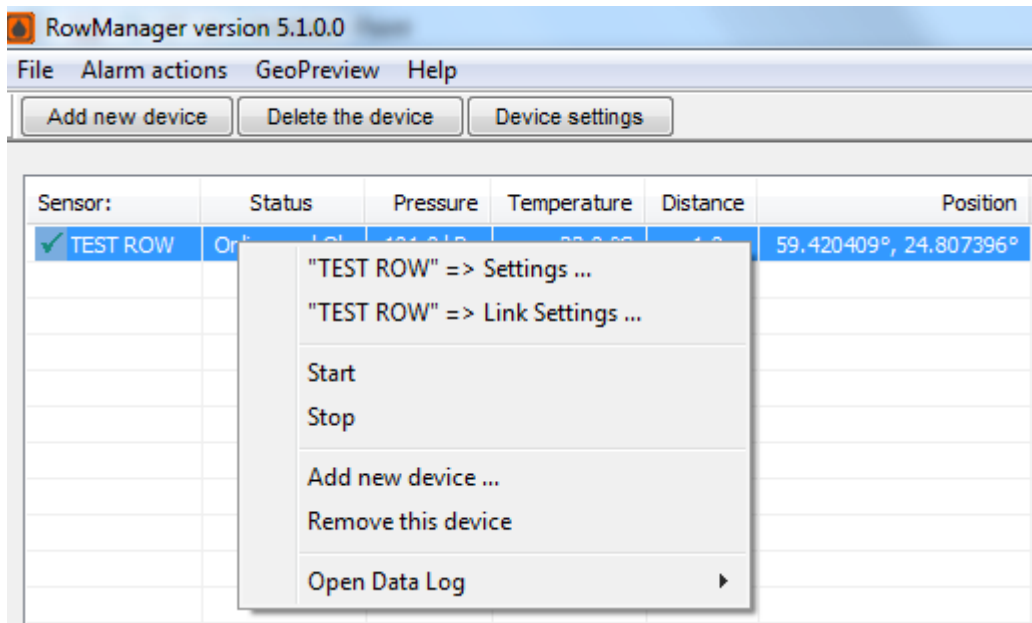 RowManager version 5.1.0.0
File Alarm actions GeoPreview Help
Add new device Delete the device Device settings
Sensor: Status Pressure Temperature Distance Position
TEST ROW 59.420409°, 24.807396°
"TEST ROW" => Settings ...
"TEST ROW" => Link Settings ...
Start
Stop
Add new device ...
Remove this device
Open Data Log